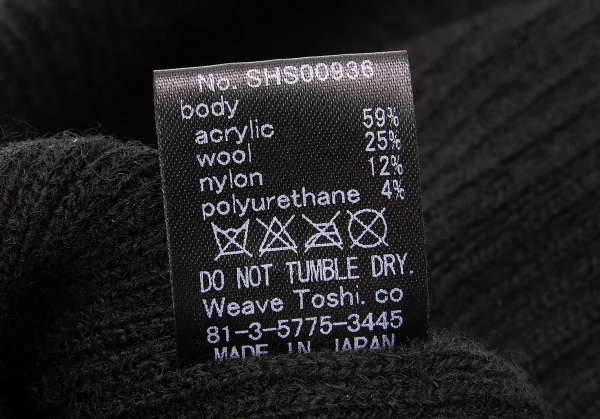 No. SHS00936
body
acrylic 59%
wool 25%
nylon 12%
polyurethane 4%
DO NOT TUMBLE DRY.
Weave Toshi. co
81-3-5775-3445
MADE IN JAPAN